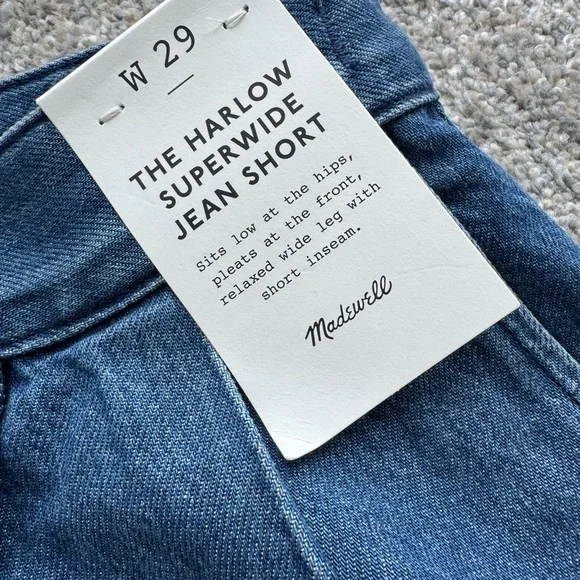 W 29
THE HARLOW
SUPERWIDE
JEAN SHORT
Sits low at the hips,
pleats at the front,
relaxed wide leg with
short inseam.
Madewell